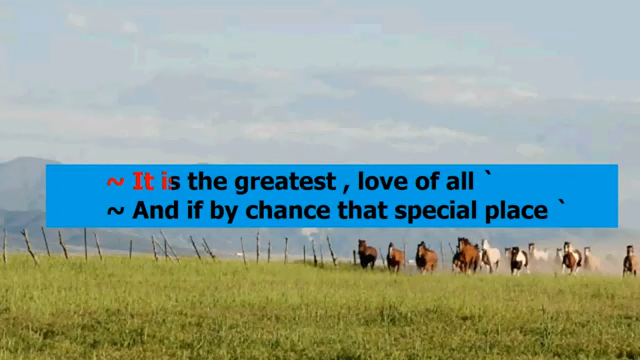 ~ It is the greatest , love of all `
~ And if by chance that special place `